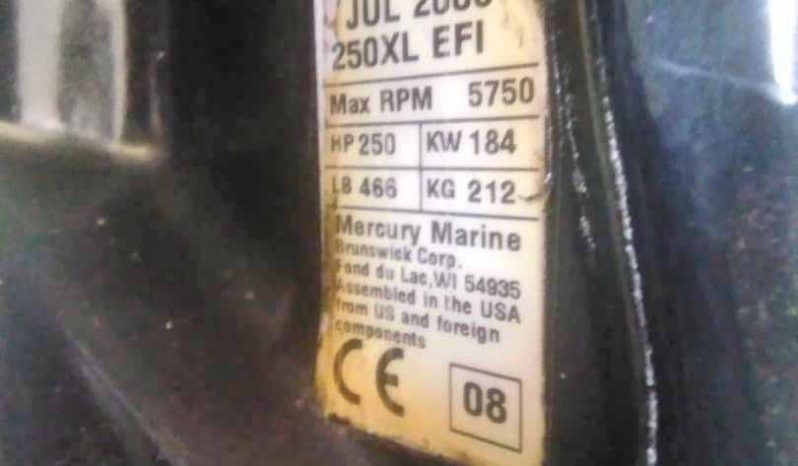 JUL
250XL EFI
Max RPM 5750
HP 250 KW 184
LB 466 KG 212
Mercury Marine
Brunswick Corp.
Fond du Lac, WI 54935
Assembled in the USA
from US and foreign
components
CE 08